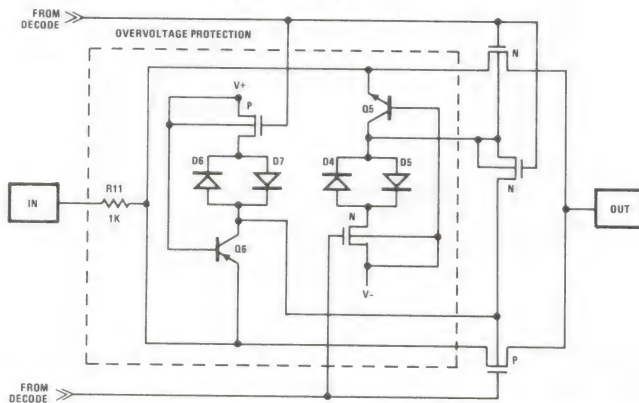 FROM
DECODE
OVERVOLTAGE PROTECTION
N
V+
P
Q5
D6
D7
D4
D5
N
IN
R11
1K
OUT
N
Q6
V-
P
FROM
DECODE